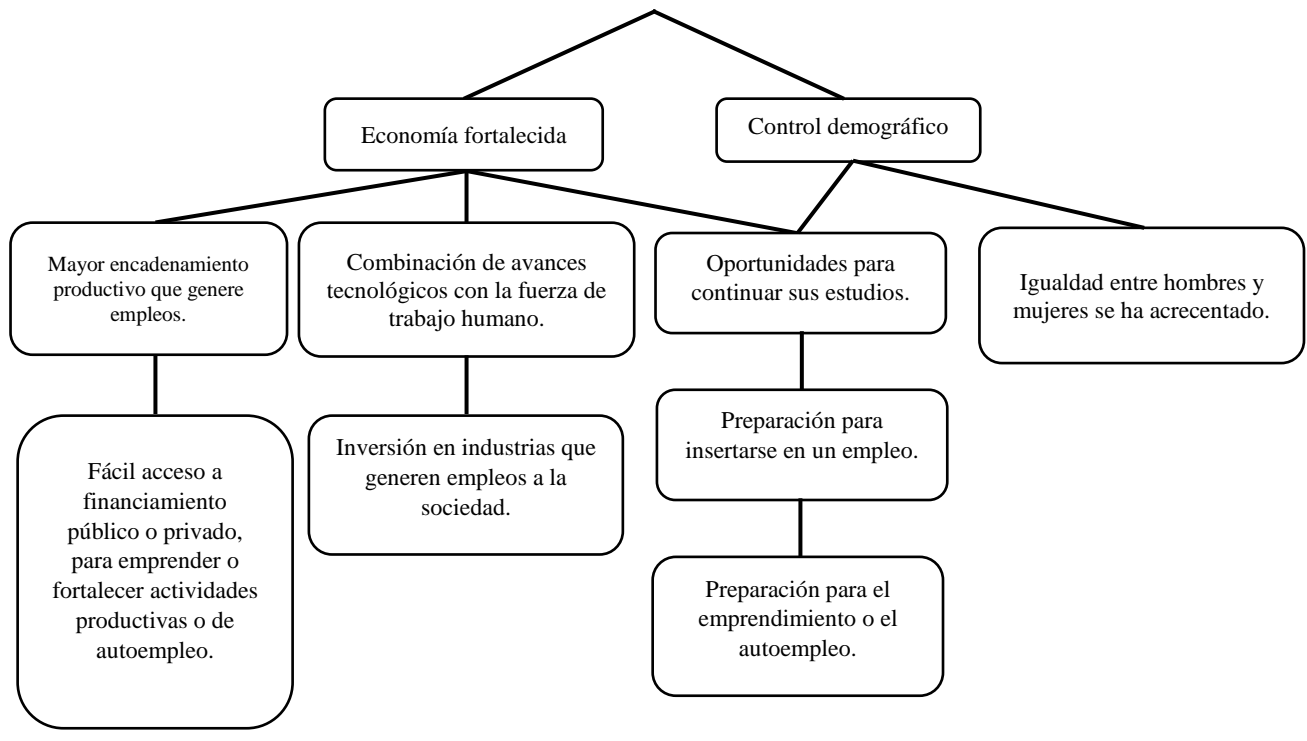 Economía fortalecida
Control demográfico
Mayor encadenamiento
productivo que genere
empleos.
Combinación de avances
tecnológicos con la fuerza de
trabajo humano.
Oportunidades para
continuar sus estudios.
Igualdad entre hombres y
mujeres se ha acrecentado.
Fácil acceso a
financiamiento
público o privado,
para emprender o
fortalecer actividades
productivas o de
autoempleo.
Inversión en industrias que
generen empleos a la
sociedad.
Preparación para
insertarse en un empleo.
Preparación para el
emprendimiento o el
autoempleo.